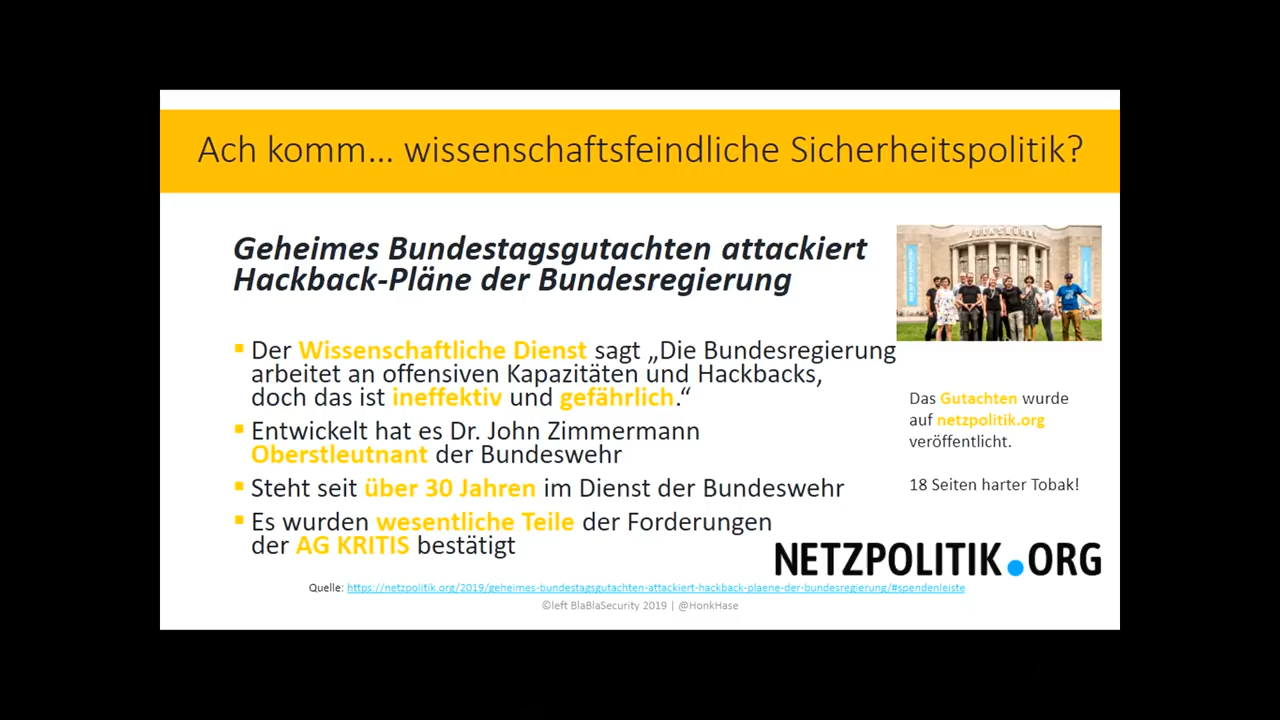 Ach komm... wissenschaftsfeindliche Sicherheitspolitik?
Geheimes Bundestagsgutachten attackiert
Hackback-Pläne der Bundesregierung
▪ Der Wissenschaftliche Dienst sagt „Die Bundesregierung
arbeitet an offensiven Kapazitäten und Hackbacks,
doch das ist ineffektiv und gefährlich.“
▪ Entwickelt hat es Dr. John Zimmermann
Oberstleutnant der Bundeswehr
▪ Steht seit über 30 Jahren im Dienst der Bundeswehr
▪ Es wurden wesentliche Teile der Forderungen
der AG KRITIS bestätigt
VOLKSBÜHNE
Das Gutachten wurde
auf netzpolitik.org
veröffentlicht.
18 Seiten harter Tobak!
NETZPOLITIK.ORG
Quelle: https://netzpolitik.org/2019/geheimes-bundestagsgutachten-attackiert-hackback-plaene-der-bundesregierung/#spendenleiste
©left BlaBlaSecurity 2019 | @HonkHase